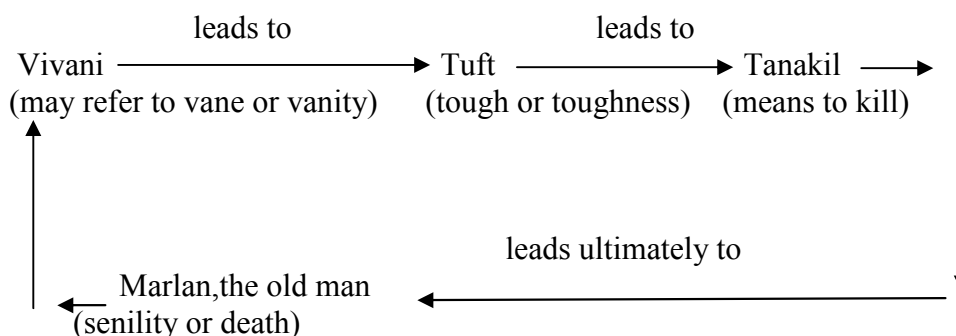 leads to leads to
Vivani Tuft Tanakil
(may refer to vane or vanity) (tough or toughness) (means to kill)
leads ultimately to
Marlan,the old man
(senility or death)